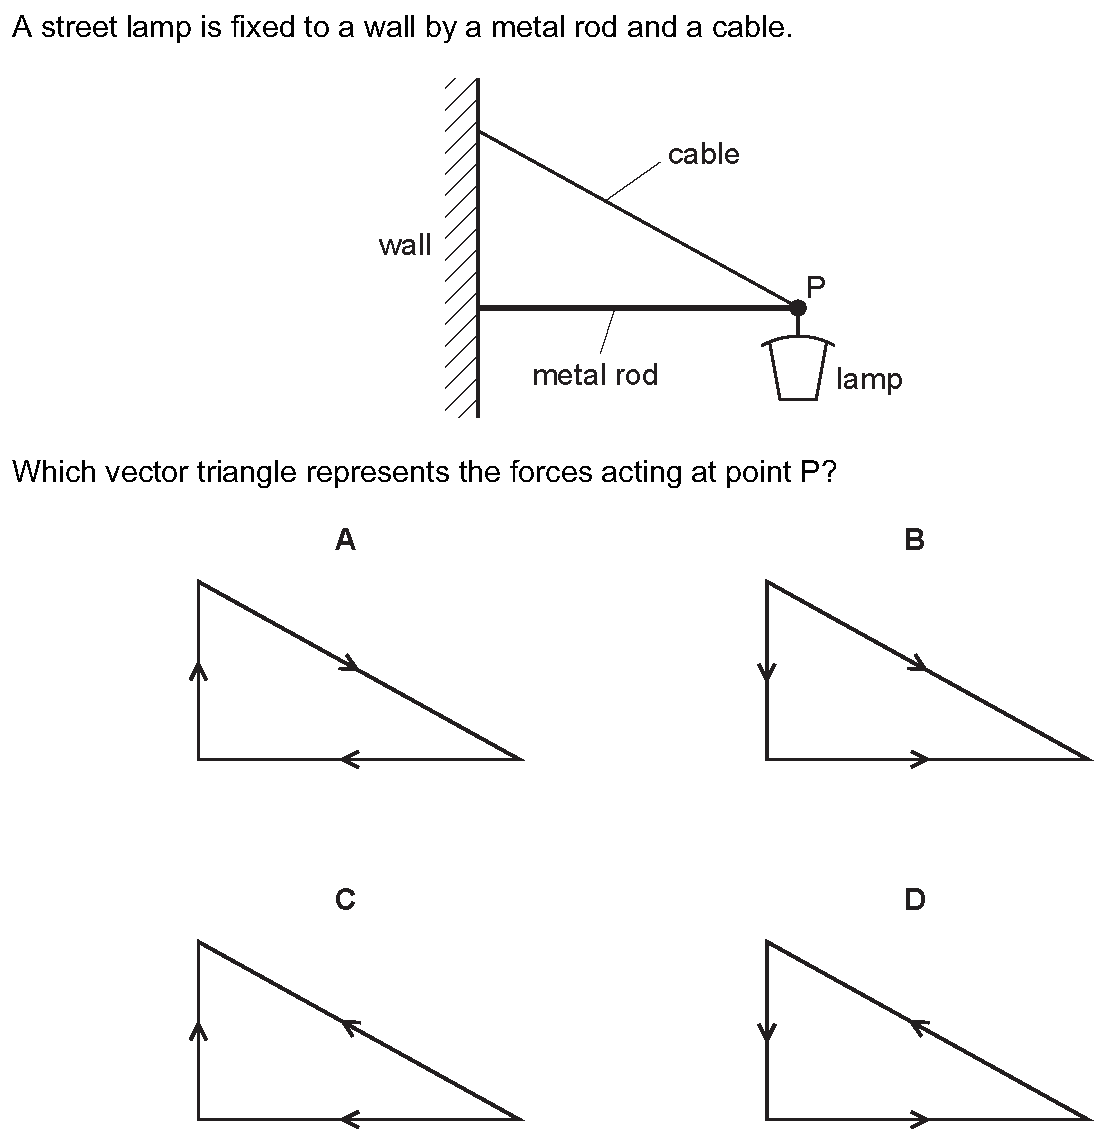 A street lamp is fixed to a wall by a metal rod and a cable.
cable
wall
P
metal rod
lamp
Which vector triangle represents the forces acting at point P?
A
B
C
D